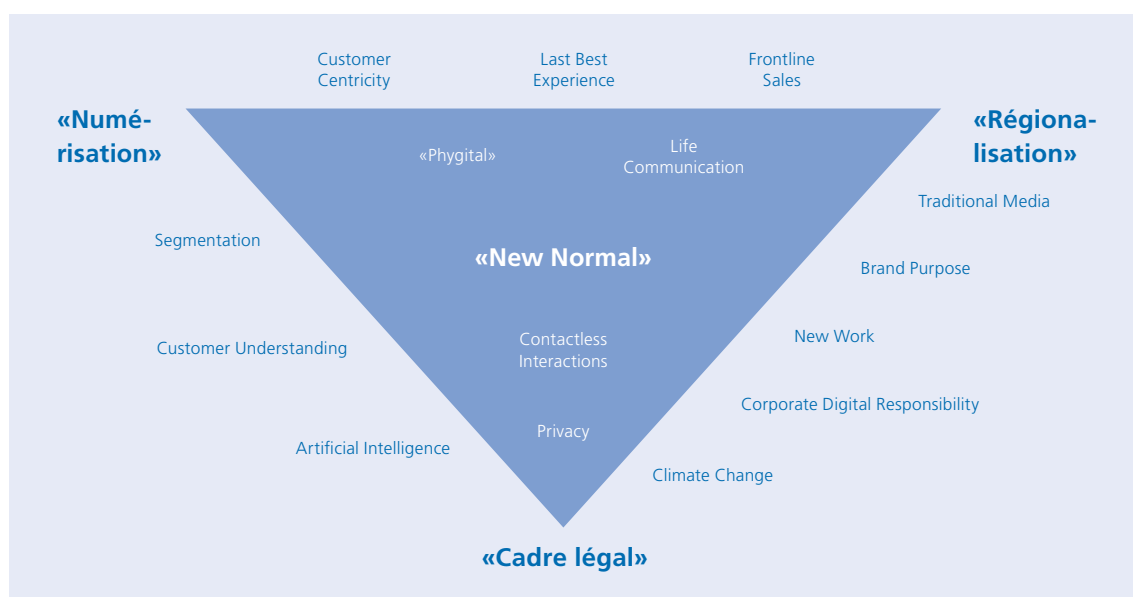 Customer
Centricity
Last Best
Experience
Frontline
Sales
«Numé-
risation»
«Régiona-
lisation»
«Phygital»
Life
Communication
Traditional Media
Segmentation
«New Normal»
Brand Purpose
Contactless
Interactions
New Work
Customer Understanding
Corporate Digital Responsibility
Privacy
Artificial Intelligence
Climate Change
«Cadre légal»